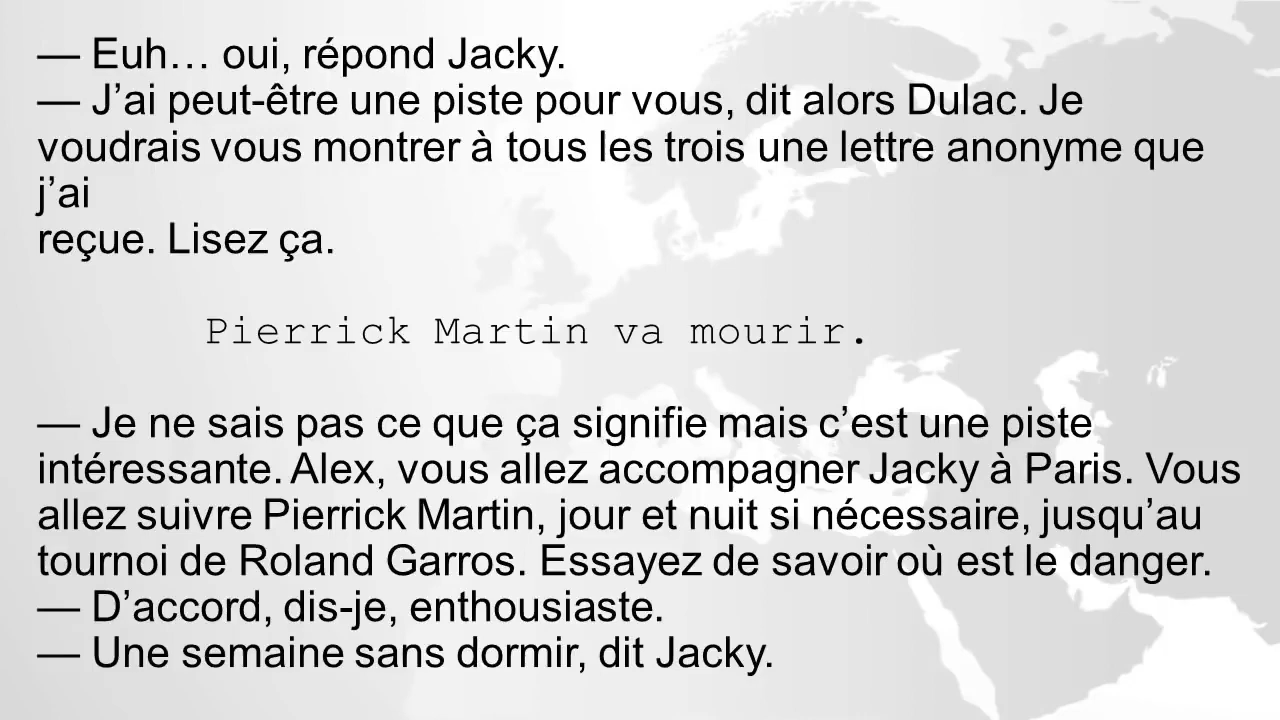 — Euh… oui, répond Jacky.
— J’ai peut-être une piste pour vous, dit alors Dulac. Je
voudrais vous montrer à tous les trois une lettre anonyme que
j’ai
reçue. Lisez ça.
Pierrick Martin va mourir.
— Je ne sais pas ce que ça signifie mais c’est une piste
intéressante. Alex, vous allez accompagner Jacky à Paris. Vous
allez suivre Pierrick Martin, jour et nuit si nécessaire, jusqu’au
tournoi de Roland Garros. Essayez de savoir où est le danger.
— D’accord, dis-je, enthousiaste.
— Une semaine sans dormir, dit Jacky.